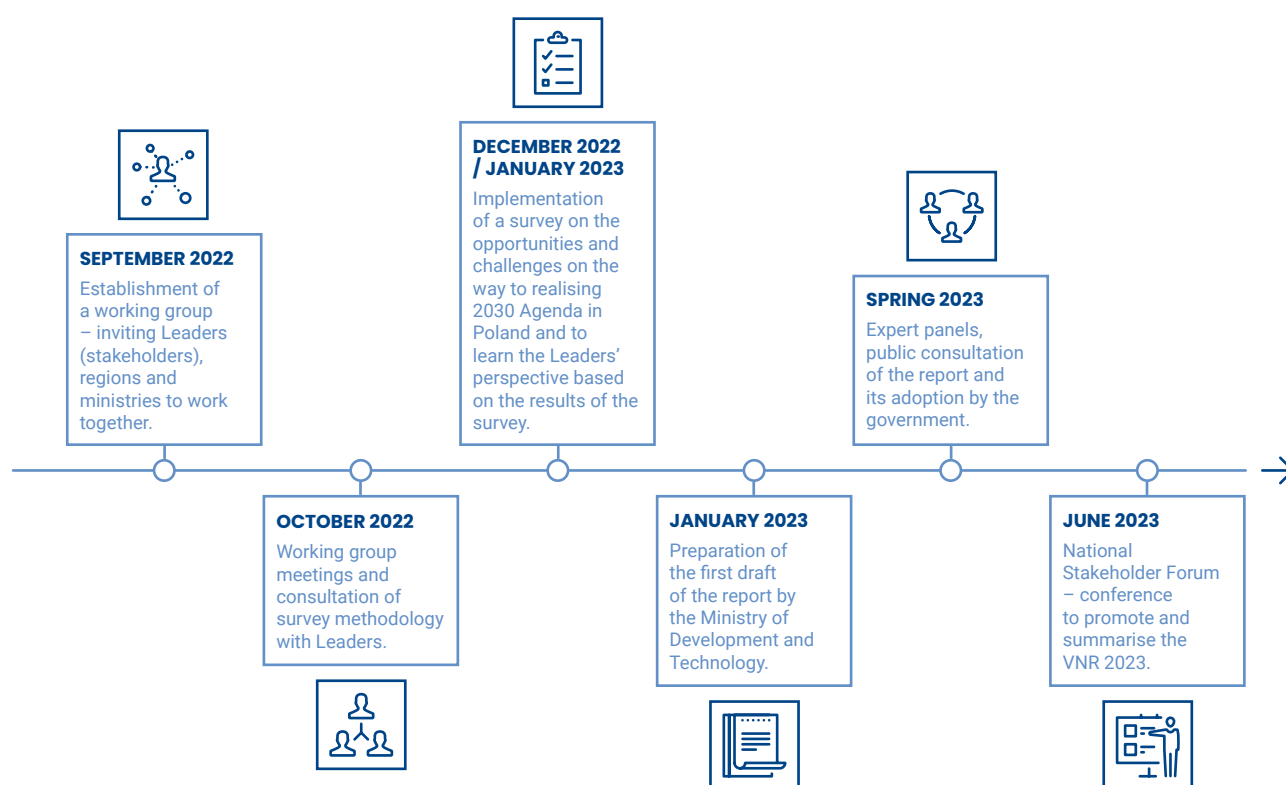 SEPTEMBER 2022
Establishment of
a working group
– inviting Leaders
(stakeholders),
regions and
ministries to work
together.
OCTOBER 2022
Working group
meetings and
consultation of
survey methodology
with Leaders.
DECEMBER 2022
/ JANUARY 2023
Implementation
of a survey on the
opportunities and
challenges on the
way to realising
2030 Agenda in
Poland and to
learn the Leaders’
perspective based
on the results of the
survey.
JANUARY 2023
Preparation of
the first draft
of the report by
the Ministry of
Development and
Technology.
SPRING 2023
Expert panels,
public consultation
of the report and
its adoption by the
government.
JUNE 2023
National
Stakeholder Forum
– conference
to promote and
summarise the
VNR 2023.